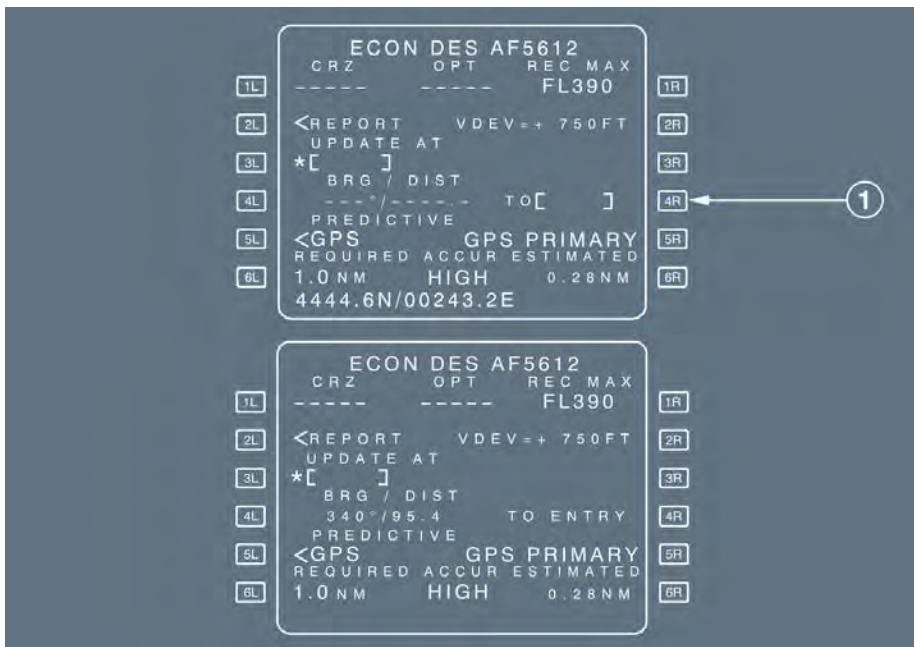 ECON DES AF5612
CRZ OPT REC MAX
1L ----- ----- FL390 1R
2L <REPORT VDEV=+ 750FT 2R
UPDATE AT
3L *[ ] 3R
BRG / DIST
4L ---°/----.- TO[ ] 4R 1
PREDICTIVE
5L <GPS GPS PRIMARY 5R
REQUIRED ACCUR ESTIMATED
6L 1.0NM HIGH 0.28NM 6R
4444.6N/00243.2E
ECON DES AF5612
CRZ OPT REC MAX
1L ----- ----- FL390 1R
2L <REPORT VDEV=+ 750FT 2R
UPDATE AT
3L *[ ] 3R
BRG / DIST
4L 340°/95.4 TO ENTRY 4R
PREDICTIVE
5L <GPS GPS PRIMARY 5R
REQUIRED ACCUR ESTIMATED
6L 1.0NM HIGH 0.28NM 6R